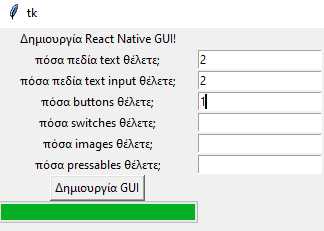 tk
Δημιουργία React Native GUI!
πόσα πεδία text θέλετε; 2
πόσα πεδία text input θέλετε; 2
πόσα buttons θέλετε; 1
πόσα switches θέλετε;
πόσα images θέλετε;
πόσα pressables θέλετε;
Δημιουργία GUI